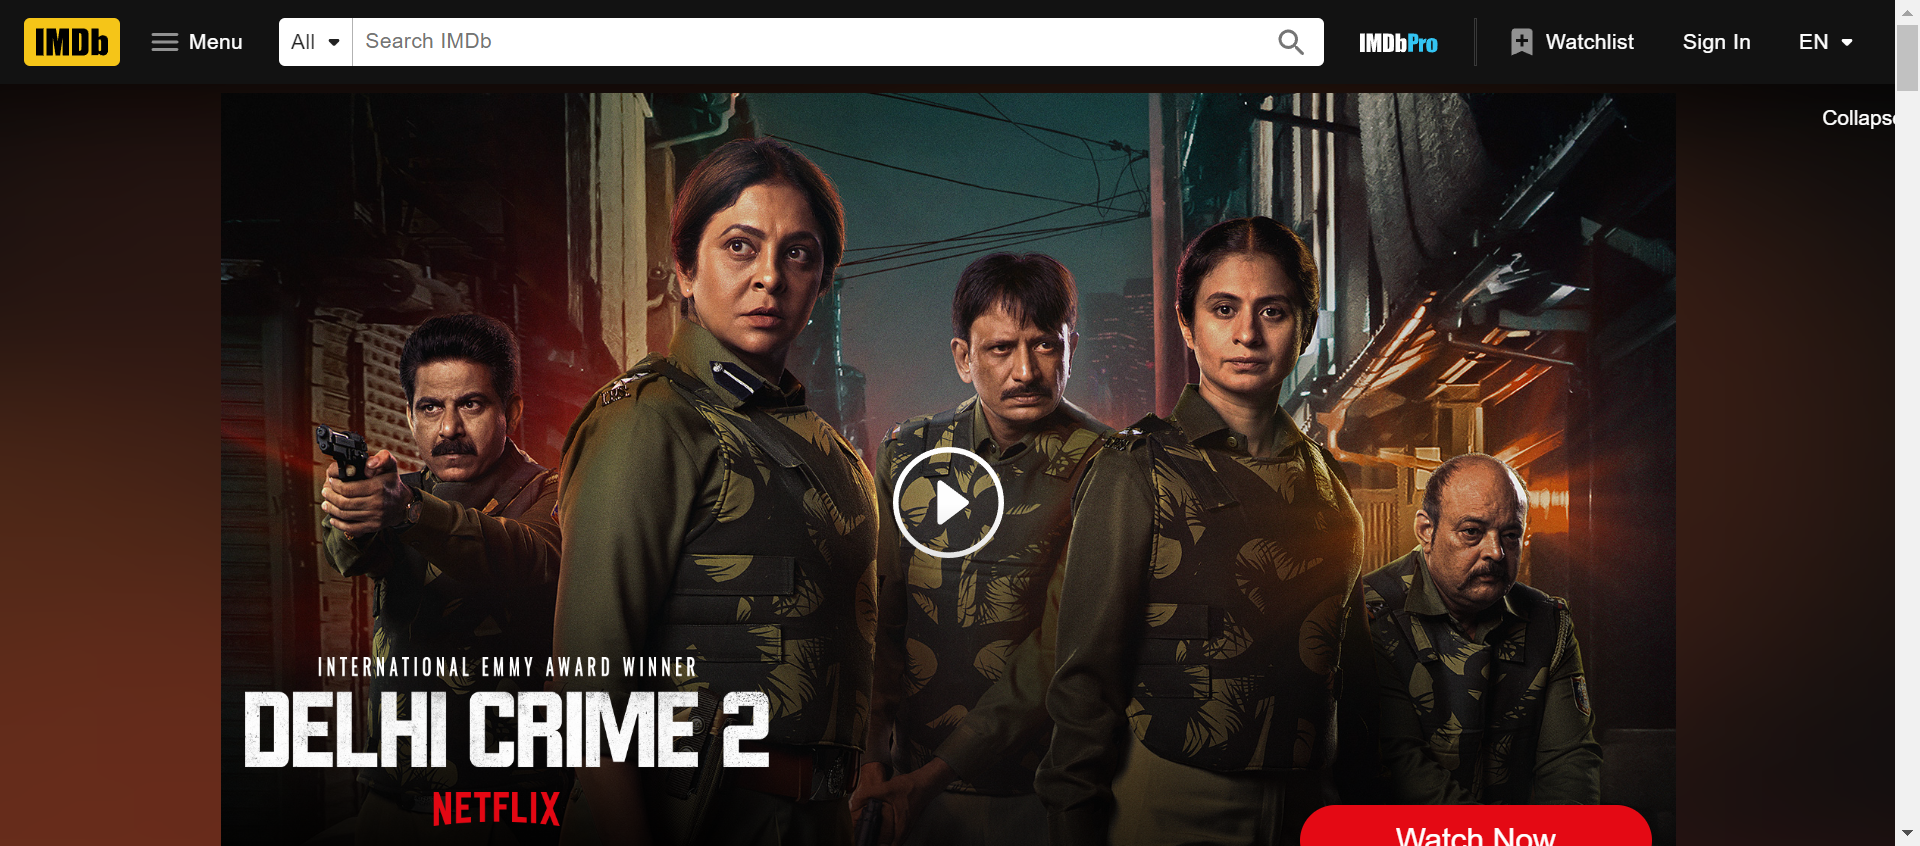 IMDb Menu All Search IMDb IMDbPro Watchlist Sign In EN
Collapse
INTERNATIONAL EMMY AWARD WINNER
DELHI CRIME 2
NETFLIX
Watch Now